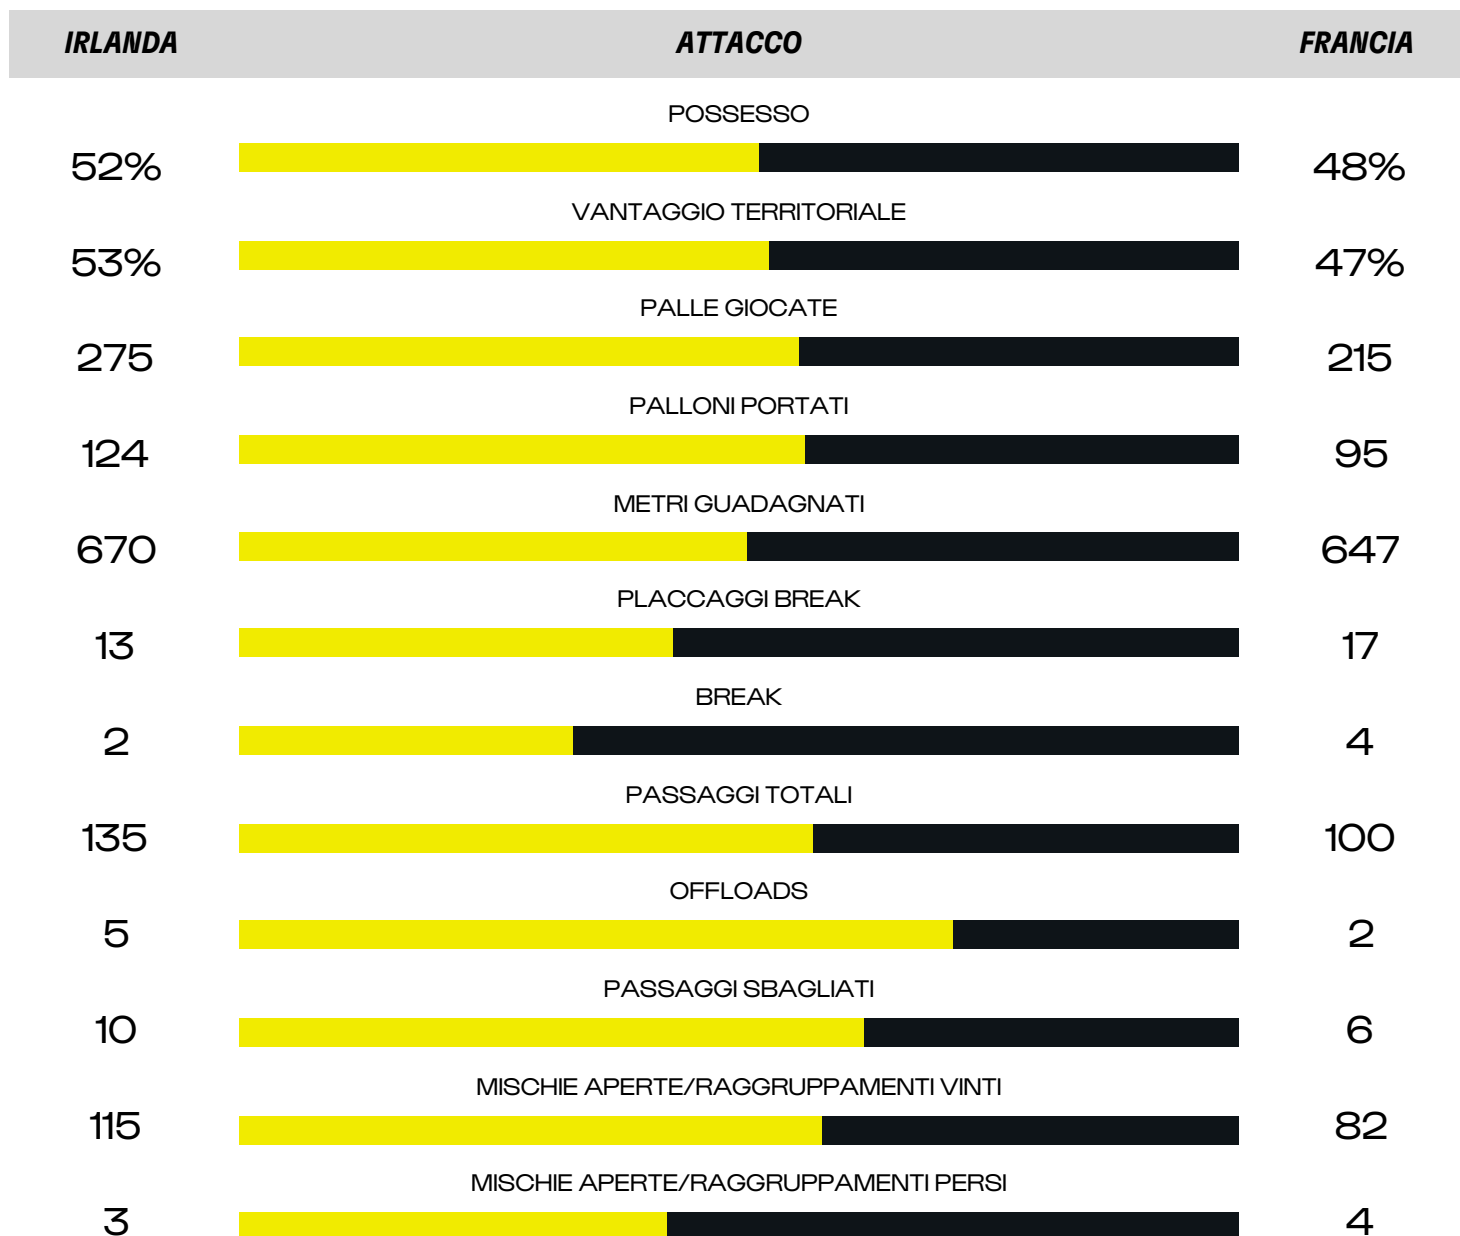 IRLANDA ATTACCO FRANCIA
POSSESSO
52% 48%
VANTAGGIO TERRITORIALE
53% 47%
PALLE GIOCATE
275 215
PALLONI PORTATI
124 95
METRI GUADAGNATI
670 647
PLACCAGGI BREAK
13 17
BREAK
2 4
PASSAGGI TOTALI
135 100
OFFLOADS
5 2
PASSAGGI SBAGLIATI
10 6
MISCHIE APERTE/RAGGRUPPAMENTI VINTI
115 82
MISCHIE APERTE/RAGGRUPPAMENTI PERSI
3 4